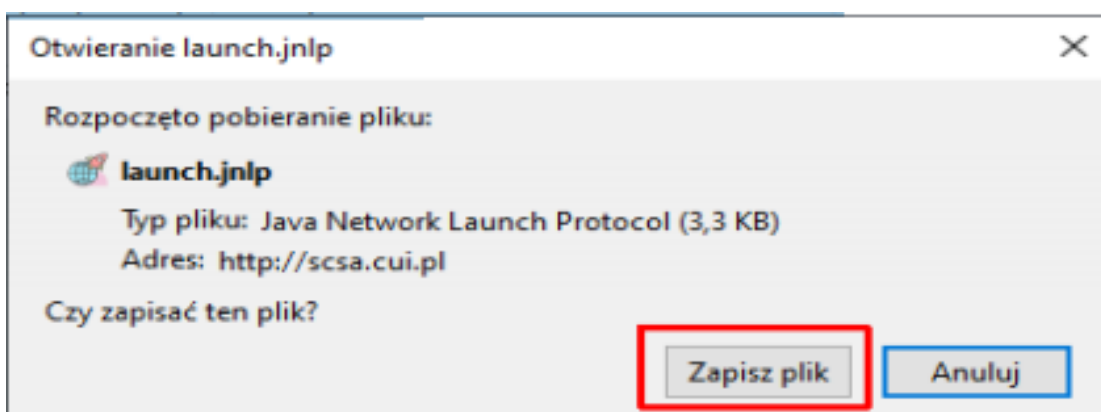 Otwieranie launch.jnlp
Rozpoczęto pobieranie pliku:
launch.jnlp
Typ pliku: Java Network Launch Protocol (3,3 KB)
Adres: http://scsa.cui.pl
Czy zapisać ten plik?
Zapisz plik Anuluj